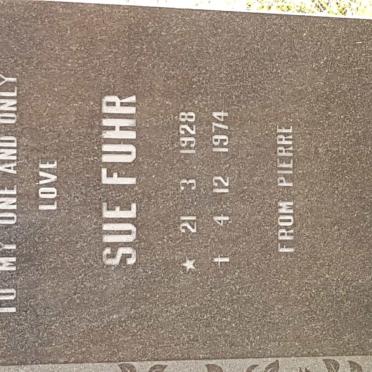 TO MY ONE AND ONLY
LOVE
SUE FUHR
★ 21 3 1928
† 4 12 1974
FROM PIERRE